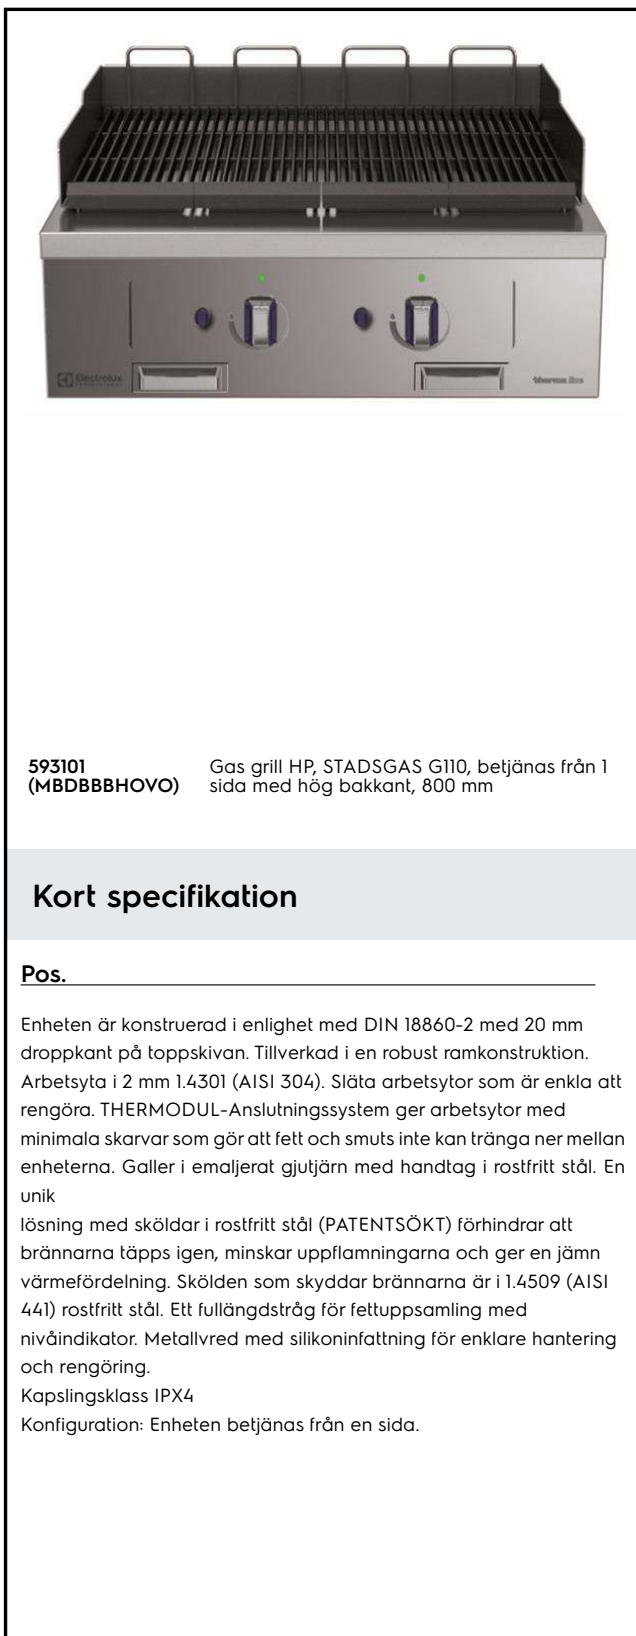 Electrolux
therma line
593101
(MBDBBBHOVO)
Gas grill HP, STADSGAS G110, betjänas från 1
sida med hög bakkant, 800 mm
Kort specifikation
Pos.
Enheten är konstruerad i enlighet med DIN 18860-2 med 20 mm
droppkant på toppskivan. Tillverkad i en robust ramkonstruktion.
Arbetsyta i 2 mm 1.4301 (AISI 304). Släta arbetsytor som är enkla att
rengöra. THERMODUL-Anslutningssystem ger arbetsytor med
minimala skarvar som gör att fett och smuts inte kan tränga ner mellan
enheterna. Galler i emaljerat gjutjärn med handtag i rostfritt stål. En
unik
lösning med sköldar i rostfritt stål (PATENTSÖKT) förhindrar att
brännarna täpps igen, minskar uppflamningarna och ger en jämn
värmefördelning. Skölden som skyddar brännarna är i 1.4509 (AISI
441) rostfritt stål. Ett fullängdstråg för fettuppsamling med
nivåindikator. Metallvred med silikoninfattning för enklare hantering
och rengöring.
Kapslingsklass IPX4
Konfiguration: Enheten betjänas från en sida.